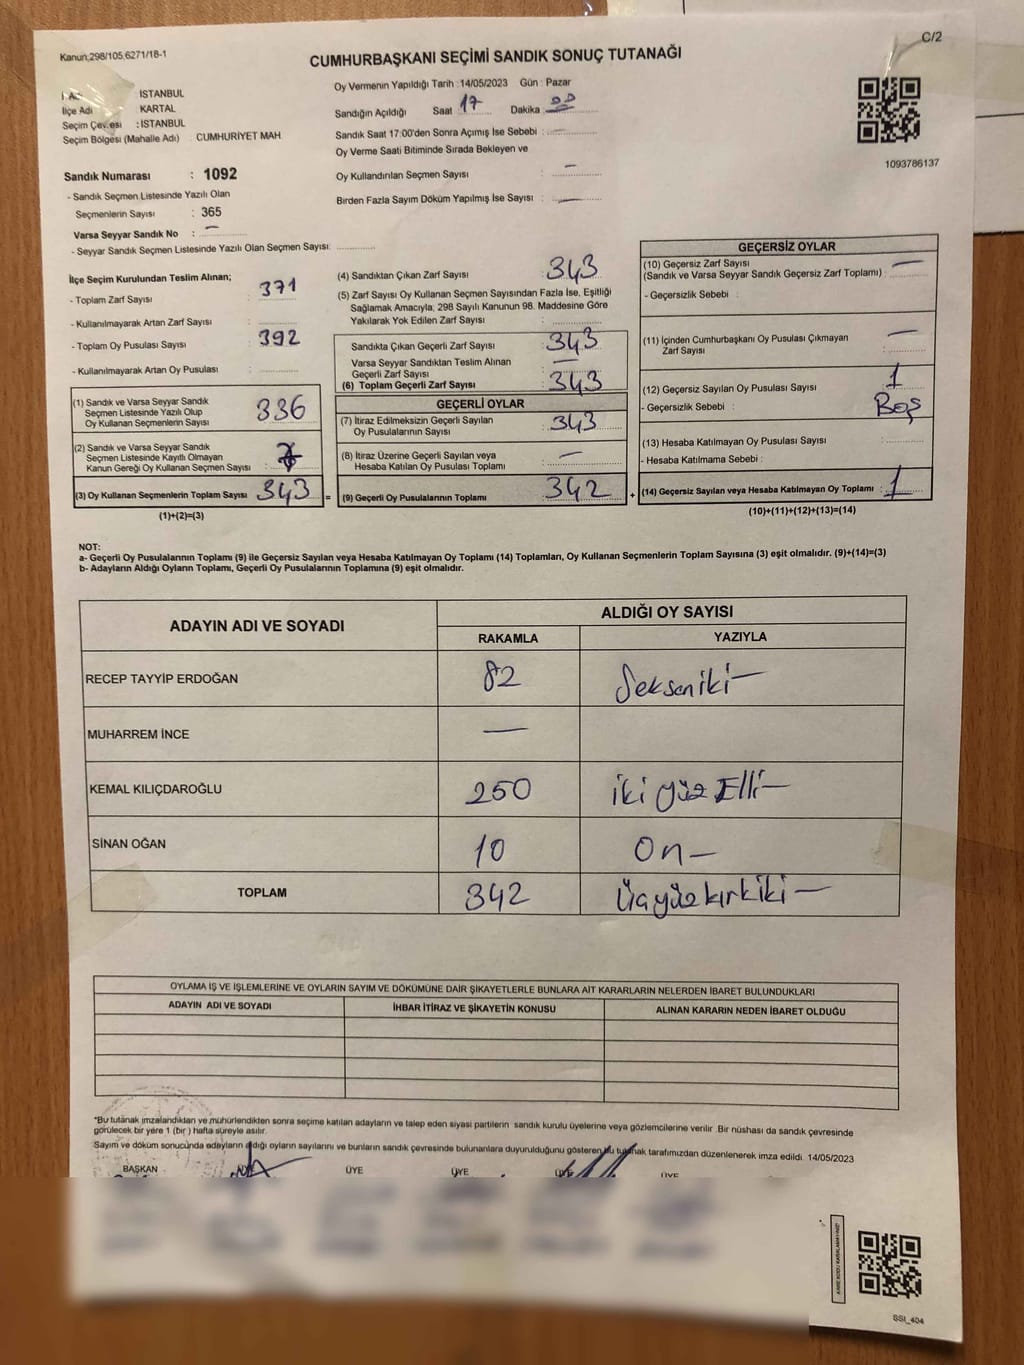 Kanun;298/105,6271/18-1
C/2
CUMHURBAŞKANI SEÇİMİ SANDIK SONUÇ TUTANAĞI
: İSTANBUL
İlçe Adı : KARTAL
Seçim Çevresi : İSTANBUL
Seçim Bölgesi (Mahalle Adı) CUMHURİYET MAH
Sandık Numarası : 1092
- Sandık Seçmen Listesinde Yazılı Olan
Seçmenlerin Sayısı : 365
Varsa Seyyar Sandık No : —
- Seyyar Sandık Seçmen Listesinde Yazılı Olan Seçmen Sayısı: ..............
Oy Vermenin Yapıldığı Tarih : 14/05/2023 Gün : Pazar
Sandığın Açıldığı Saat 17 Dakika 00
Sandık Saat 17:00'den Sonra Açımış İse Sebebi : —
Oy Verme Saati Bitiminde Sırada Bekleyen ve
Oy Kullandırılan Seçmen Sayısı : —
Birden Fazla Sayım Döküm Yapılmış İse Sayısı : —
1093786137
İlçe Seçim Kurulundan Teslim Alınan;
- Toplam Zarf Sayısı : 371
- Kullanılmayarak Artan Zarf Sayısı : ..............
- Toplam Oy Pusulası Sayısı : 392
- Kullanılmayarak Artan Oy Pusulası : ..............
(1) Sandık ve Varsa Seyyar Sandık
Seçmen Listesinde Yazılı Olup
Oy Kullanan Seçmenlerin Sayısı : 336
(2) Sandık ve Varsa Seyyar Sandık
Seçmen Listesinde Kayıtlı Olmayan
Kanun Gereği Oy Kullanan Seçmen Sayısı : 7
(3) Oy Kullanan Seçmenlerin Toplam Sayısı : 343 =
(1)+(2)=(3)
(4) Sandıktan Çıkan Zarf Sayısı : 343
(5) Zarf Sayısı Oy Kullanan Seçmen Sayısından Fazla İse, Eşitliği
Sağlamak Amacıyla, 298 Sayılı Kanunun 98. Maddesine Göre
Yakılarak Yok Edilen Zarf Sayısı : ..............
Sandıkta Çıkan Geçerli Zarf Sayısı : 343
Varsa Seyyar Sandıktan Teslim Alınan
Geçerli Zarf Sayısı : —
(6) Toplam Geçerli Zarf Sayısı : 343
GEÇERLİ OYLAR
(7) İtiraz Edilmeksizin Geçerli Sayılan
Oy Pusulalarının Sayısı : 343
(8) İtiraz Üzerine Geçerli Sayılan veya
Hesaba Katılan Oy Pusulası Toplamı : —
(9) Geçerli Oy Pusulalarının Toplamı : 342 +
GEÇERSİZ OYLAR
(10) Geçersiz Zarf Sayısı
(Sandık ve Varsa Seyyar Sandık Geçersiz Zarf Toplamı) : —
- Geçersizlik Sebebi :
(11) İçinden Cumhurbaşkanı Oy Pusulası Çıkmayan
Zarf Sayısı : —
(12) Geçersiz Sayılan Oy Pusulası Sayısı : 1
- Geçersizlik Sebebi : Boş
(13) Hesaba Katılmayan Oy Pusulası Sayısı : ..............
- Hesaba Katılmama Sebebi :
(14) Geçersiz Sayılan veya Hesaba Katılmayan Oy Toplamı : 1
(10)+(11)+(12)+(13)=(14)
NOT:
a- Geçerli Oy Pusulalarının Toplamı (9) ile Geçersiz Sayılan veya Hesaba Katılmayan Oy Toplamı (14) Toplamları, Oy Kullanan Seçmenlerin Toplam Sayısına (3) eşit olmalıdır. (9)+(14)=(3)
b- Adayların Aldığı Oyların Toplamı, Geçerli Oy Pusulalarının Toplamına (9) eşit olmalıdır.
ADAYIN ADI VE SOYADI
ALDIĞI OY SAYISI
RAKAMLA YAZIYLA
RECEP TAYYİP ERDOĞAN 82 Seksen iki —
MUHARREM İNCE —
KEMAL KILIÇDAROĞLU 250 iki yüz Elli —
SİNAN OĞAN 10 On —
TOPLAM 342 Üçyüz kırk iki —
OYLAMA İŞ VE İŞLEMLERİNE VE OYLARIN SAYIM VE DÖKÜMÜNE DAİR ŞİKAYETLERLE BUNLARA AİT KARARLARIN NELERDEN İBARET BULUNDUKLARI
ADAYIN ADI VE SOYADI İHBAR İTİRAZ VE ŞİKAYETİN KONUSU ALINAN KARARIN NEDEN İBARET OLDUĞU
*Bu tutanak imzalandıktan ve mühürlendikten sonra seçime katılan adayların ve talep eden siyasi partilerin sandık kurulu üyelerine veya gözlemcilerine verilir .Bir nüshası da sandık çevresinde
görülecek bir yere 1 (bir ) hafta süreyle asılır.
Sayım ve döküm sonucunda adayların aldığı oyların sayılarını ve bunların sandık çevresinde bulunanlara duyurulduğunu gösteren bu tutanak tarafımızdan düzenlenerek imza edildi. 14/05/2023
BAŞKAN ÜYE ÜYE ÜYE ÜYE
SSI_404